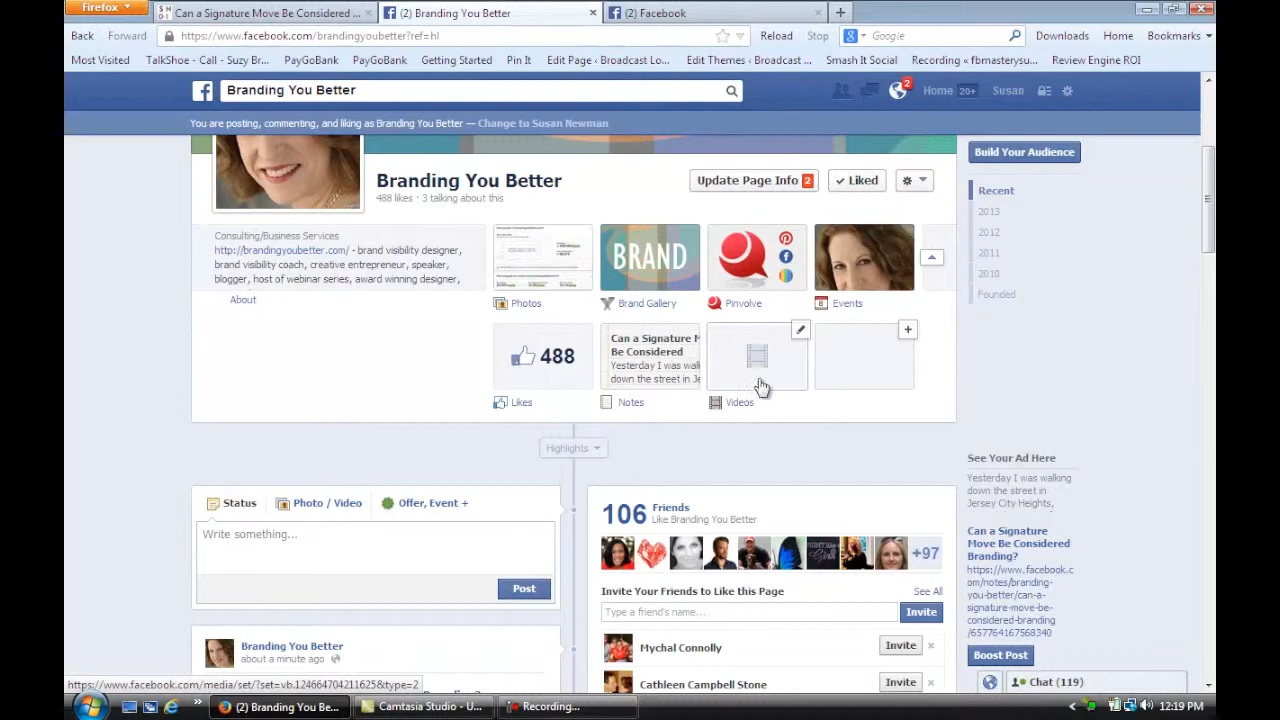 Firefox
Can a Signature Move Be Considered ...
(2) Branding You Better
(2) Facebook
Back
Forward
https://www.facebook.com/brandingyoubetter?ref=hl
Reload
Stop
Google
Downloads
Home
Bookmarks
Most Visited
TalkShoe - Call - Suzy Br...
PayGoBank
PayGoBank
Getting Started
Pin It
Edit Page ‹ Broadcast Lo...
Edit Themes ‹ Broadcast ...
Smash It Social
Recording « fbmasterysu...
Review Engine ROI
Branding You Better
2
Home 20+
Susan
You are posting, commenting, and liking as Branding You Better — Change to Susan Newman
Build Your Audience
Branding You Better
488 likes · 3 talking about this
Update Page Info 2
Liked
Recent
2013
2012
2011
2010
Founded
Consulting/Business Services
http://brandingyoubetter.com/ - brand visibility designer,
brand visibility coach, creative entrepreneur, speaker,
blogger, host of webinar series, award winning designer,
About
BRAND
Photos
Brand Gallery
Pinvolve
8
Events
488
Can a Signature M
Be Considered
Yesterday I was walk
down the street in Je
Likes
Notes
Videos
Highlights
See Your Ad Here
Yesterday I was walking
down the street in
Jersey City Heights,
Can a Signature
Move Be Considered
Branding?
https://www.facebook.c
om/notes/branding-
you-better/can-a-
signature-move-be-
considered-branding
/657764167568340
Boost Post
Status
Photo / Video
Offer, Event +
Write something...
Post
106
Friends
Like Branding You Better
+97
Invite Your Friends to Like this Page
See All
Type a friend's name...
Invite
Mychal Connolly
Invite
Cathleen Campbell Stone
Invite
Branding You Better
about a minute ago
Chat (119)
https://www.facebook.com/media/set/?set=vb.124664704211625&type=2
(2) Branding You Be...
Camtasia Studio - U...
Recording...
12:19 PM